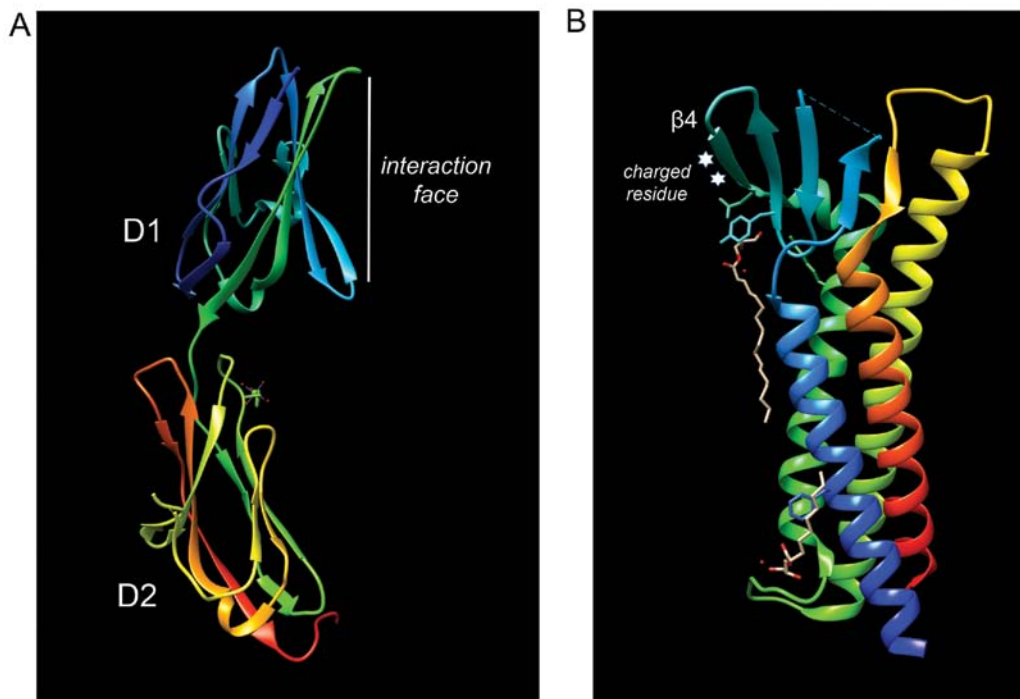 A
B
D1
interaction
face
D2
β4
charged
residue